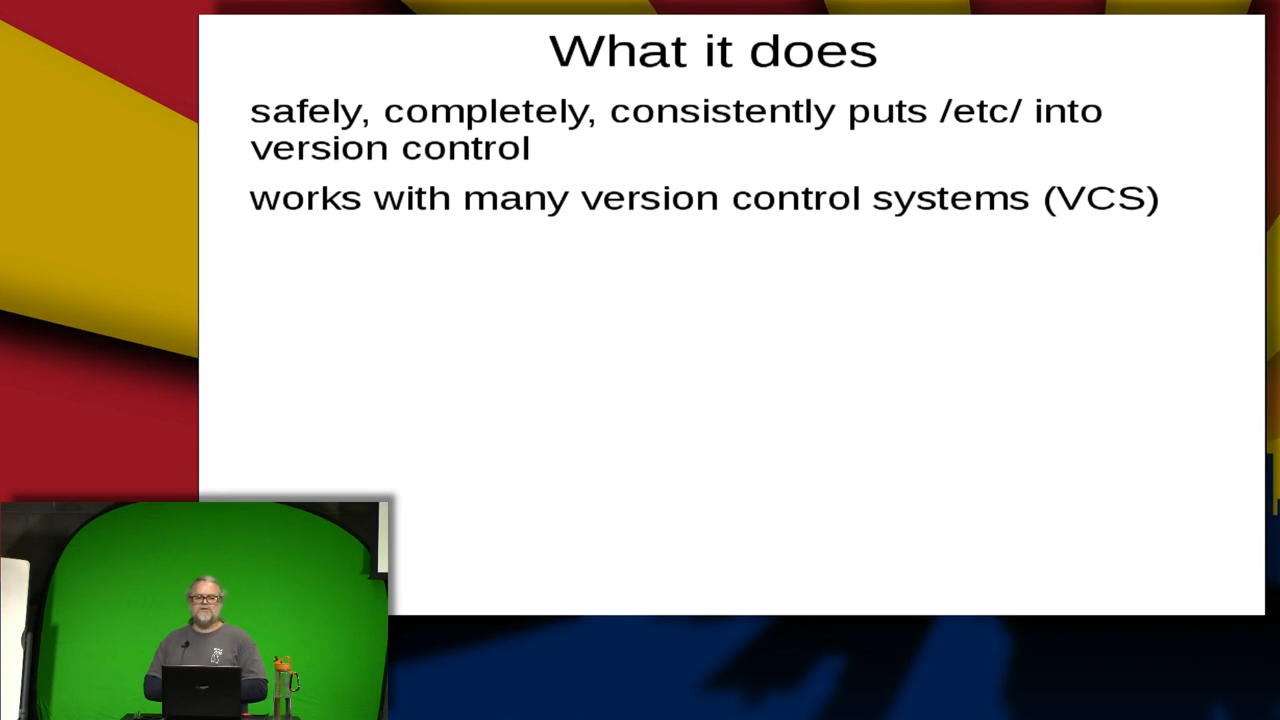 What it does
safely, completely, consistently puts /etc/ into
version control
works with many version control systems (VCS)